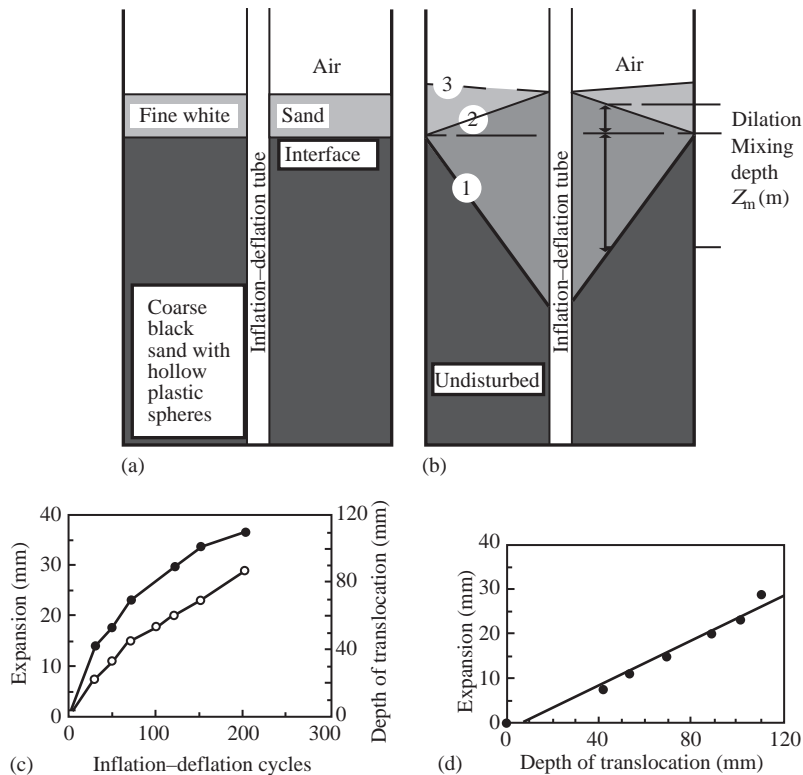 Air
Fine white
Sand
Interface
Inflation–deflation tube
Coarse
black
sand with
hollow
plastic
spheres
(a)
3
Air
2
1
Dilation
Mixing
depth
Zm (m)
Inflation–deflation tube
Undisturbed
(b)
40
30
20
10
0
Expansion (mm)
120
80
40
0
Depth of translocation (mm)
0 100 200 300
(c) Inflation–deflation cycles
40
30
20
10
0
Expansion (mm)
0 40 80 120
(d) Depth of translocation (mm)